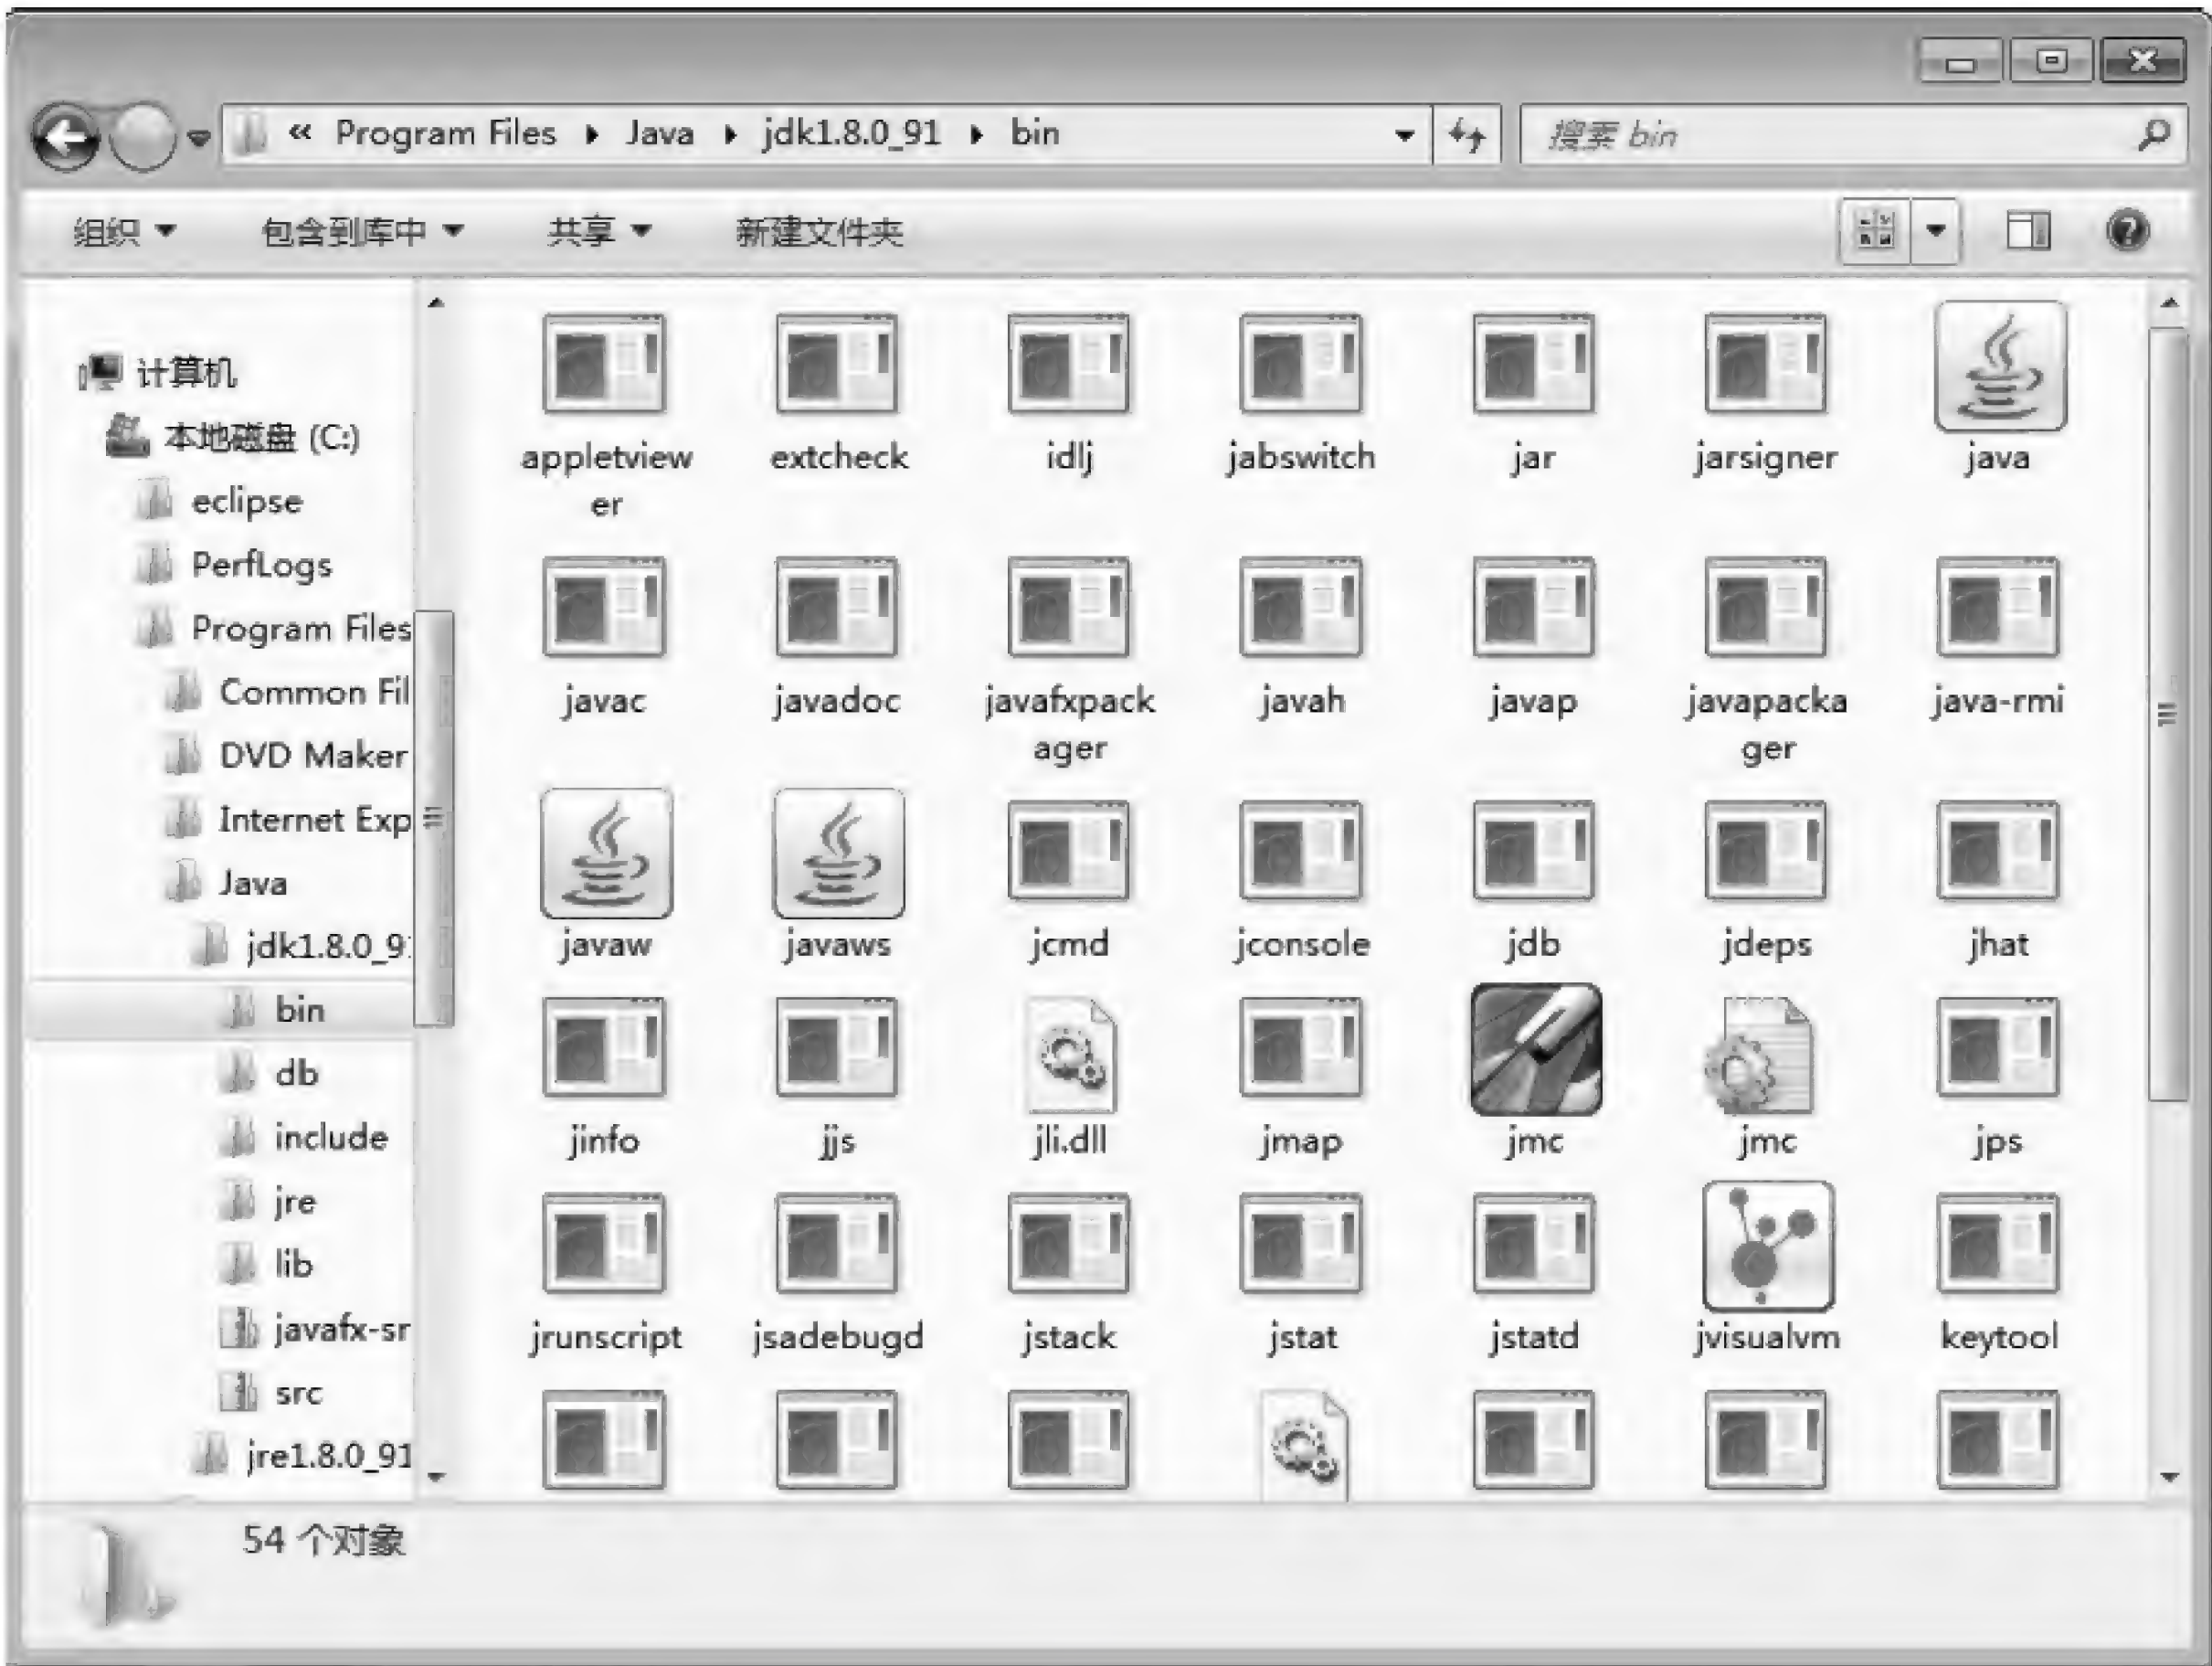 « Program Files ▸ Java ▸ jdk1.8.0_91 ▸ bin
搜索 bin
组织 包含到库中 共享 新建文件夹
计算机
本地磁盘 (C:)
eclipse
PerfLogs
Program Files
Common Fil
DVD Maker
Internet Exp
Java
jdk1.8.0_9
bin
db
include
jre
lib
javafx-sr
src
jre1.8.0_91
appletview
er
extcheck
idlj
jabswitch
jar
jarsigner
java
javac
javadoc
javafxpack
ager
javah
javap
javapacka
ger
java-rmi
javaw
javaws
jcmd
jconsole
jdb
jdeps
jhat
jinfo
jjs
jli.dll
jmap
jmc
jmc
jps
jrunscript
jsadebugd
jstack
jstat
jstatd
jvisualvm
keytool
54 个对象